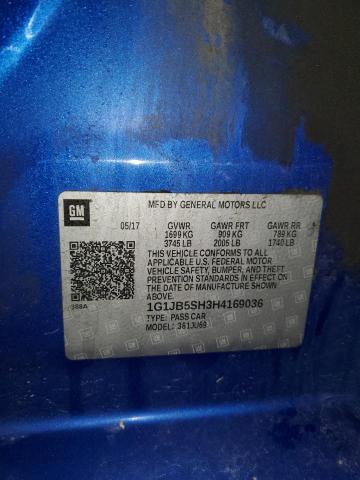 GM
MFD BY GENERAL MOTORS LLC
05/17 GVWR GAWR FRT GAWR RR
1699 KG 909 KG 789 KG
3745 LB 2005 LB 1740 LB
THIS VEHICLE CONFORMS TO ALL
APPLICABLE U.S. FEDERAL MOTOR
VEHICLE SAFETY, BUMPER, AND THEFT
PREVENTION STANDARDS IN EFFECT ON
THE DATE OF MANUFACTURE SHOWN
ABOVE.
388A
1G1JB5SH3H4169036
TYPE: PASS CAR
MODEL: 361JU69